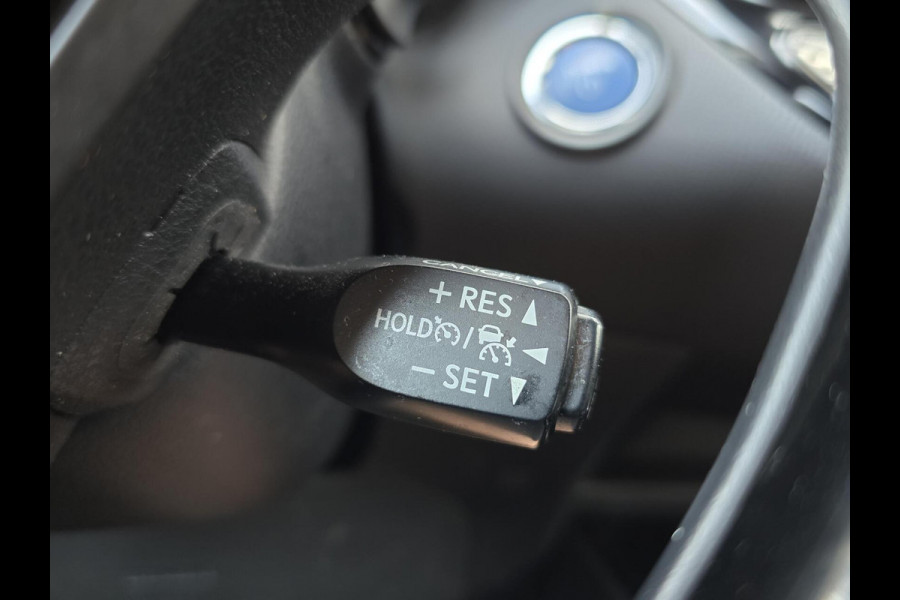 CANCEL
+ RES
HOLD /
− SET